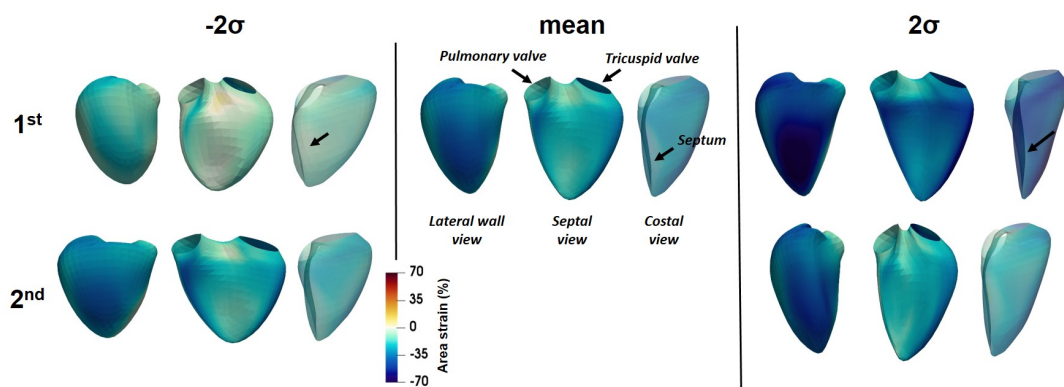 -2σ
mean
2σ
Pulmonary valve
Tricuspid valve
1st
Septum
Lateral wall
view
Septal
view
Costal
view
2nd
70
35
0
-35
-70
Area strain (%)